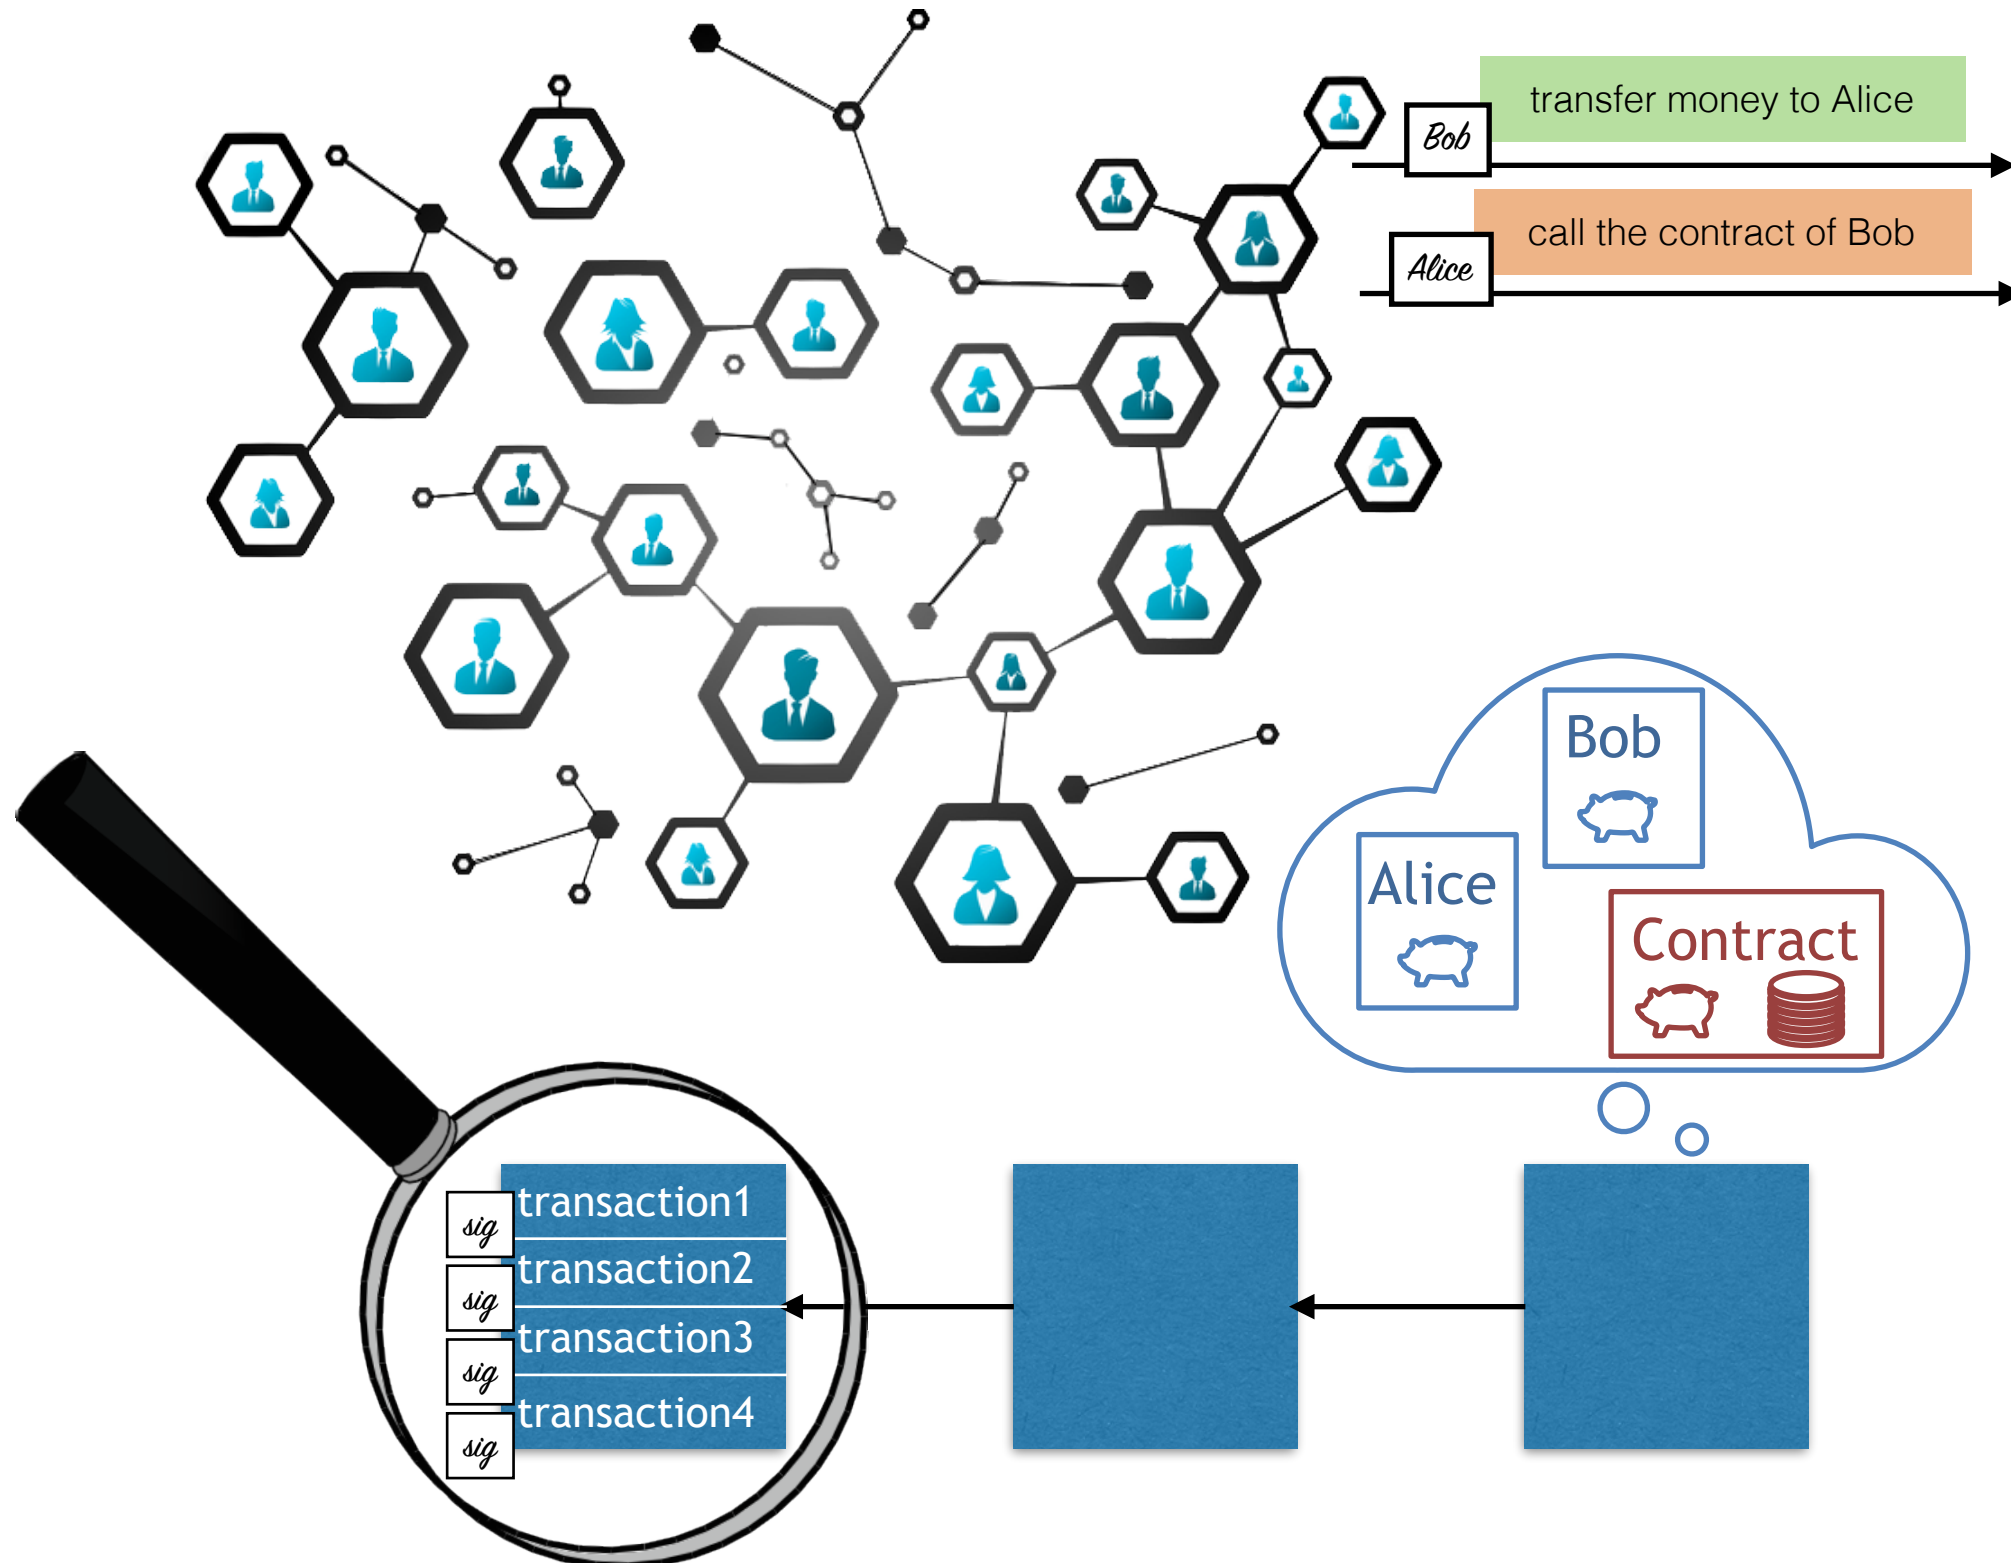 transfer money to Alice
Bob
call the contract of Bob
Alice
Bob
Alice
Contract
transaction1
sig
transaction2
sig
transaction3
sig
transaction4
sig